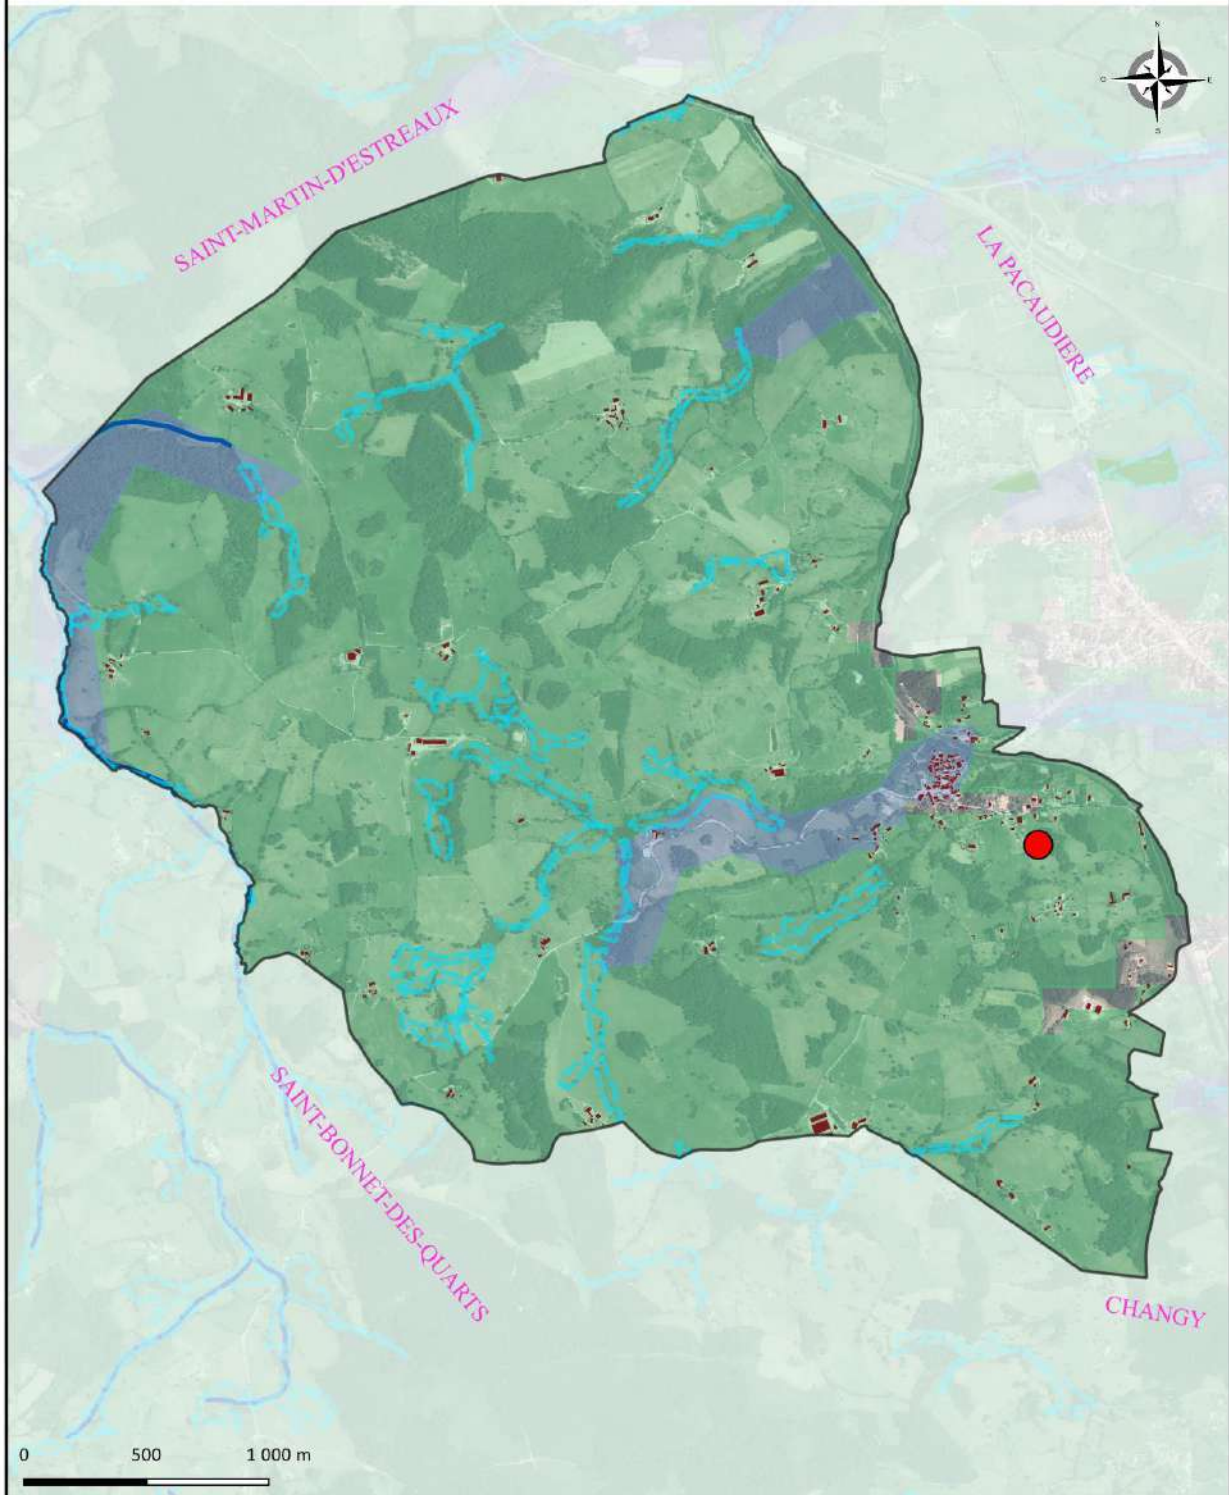 N
O
E
S
SAINT-MARTIN-D'ESTREAUX
LA PACAUDIERE
SAINT-BONNET-DES-QUARTS
CHANGY
0 500 1 000 m